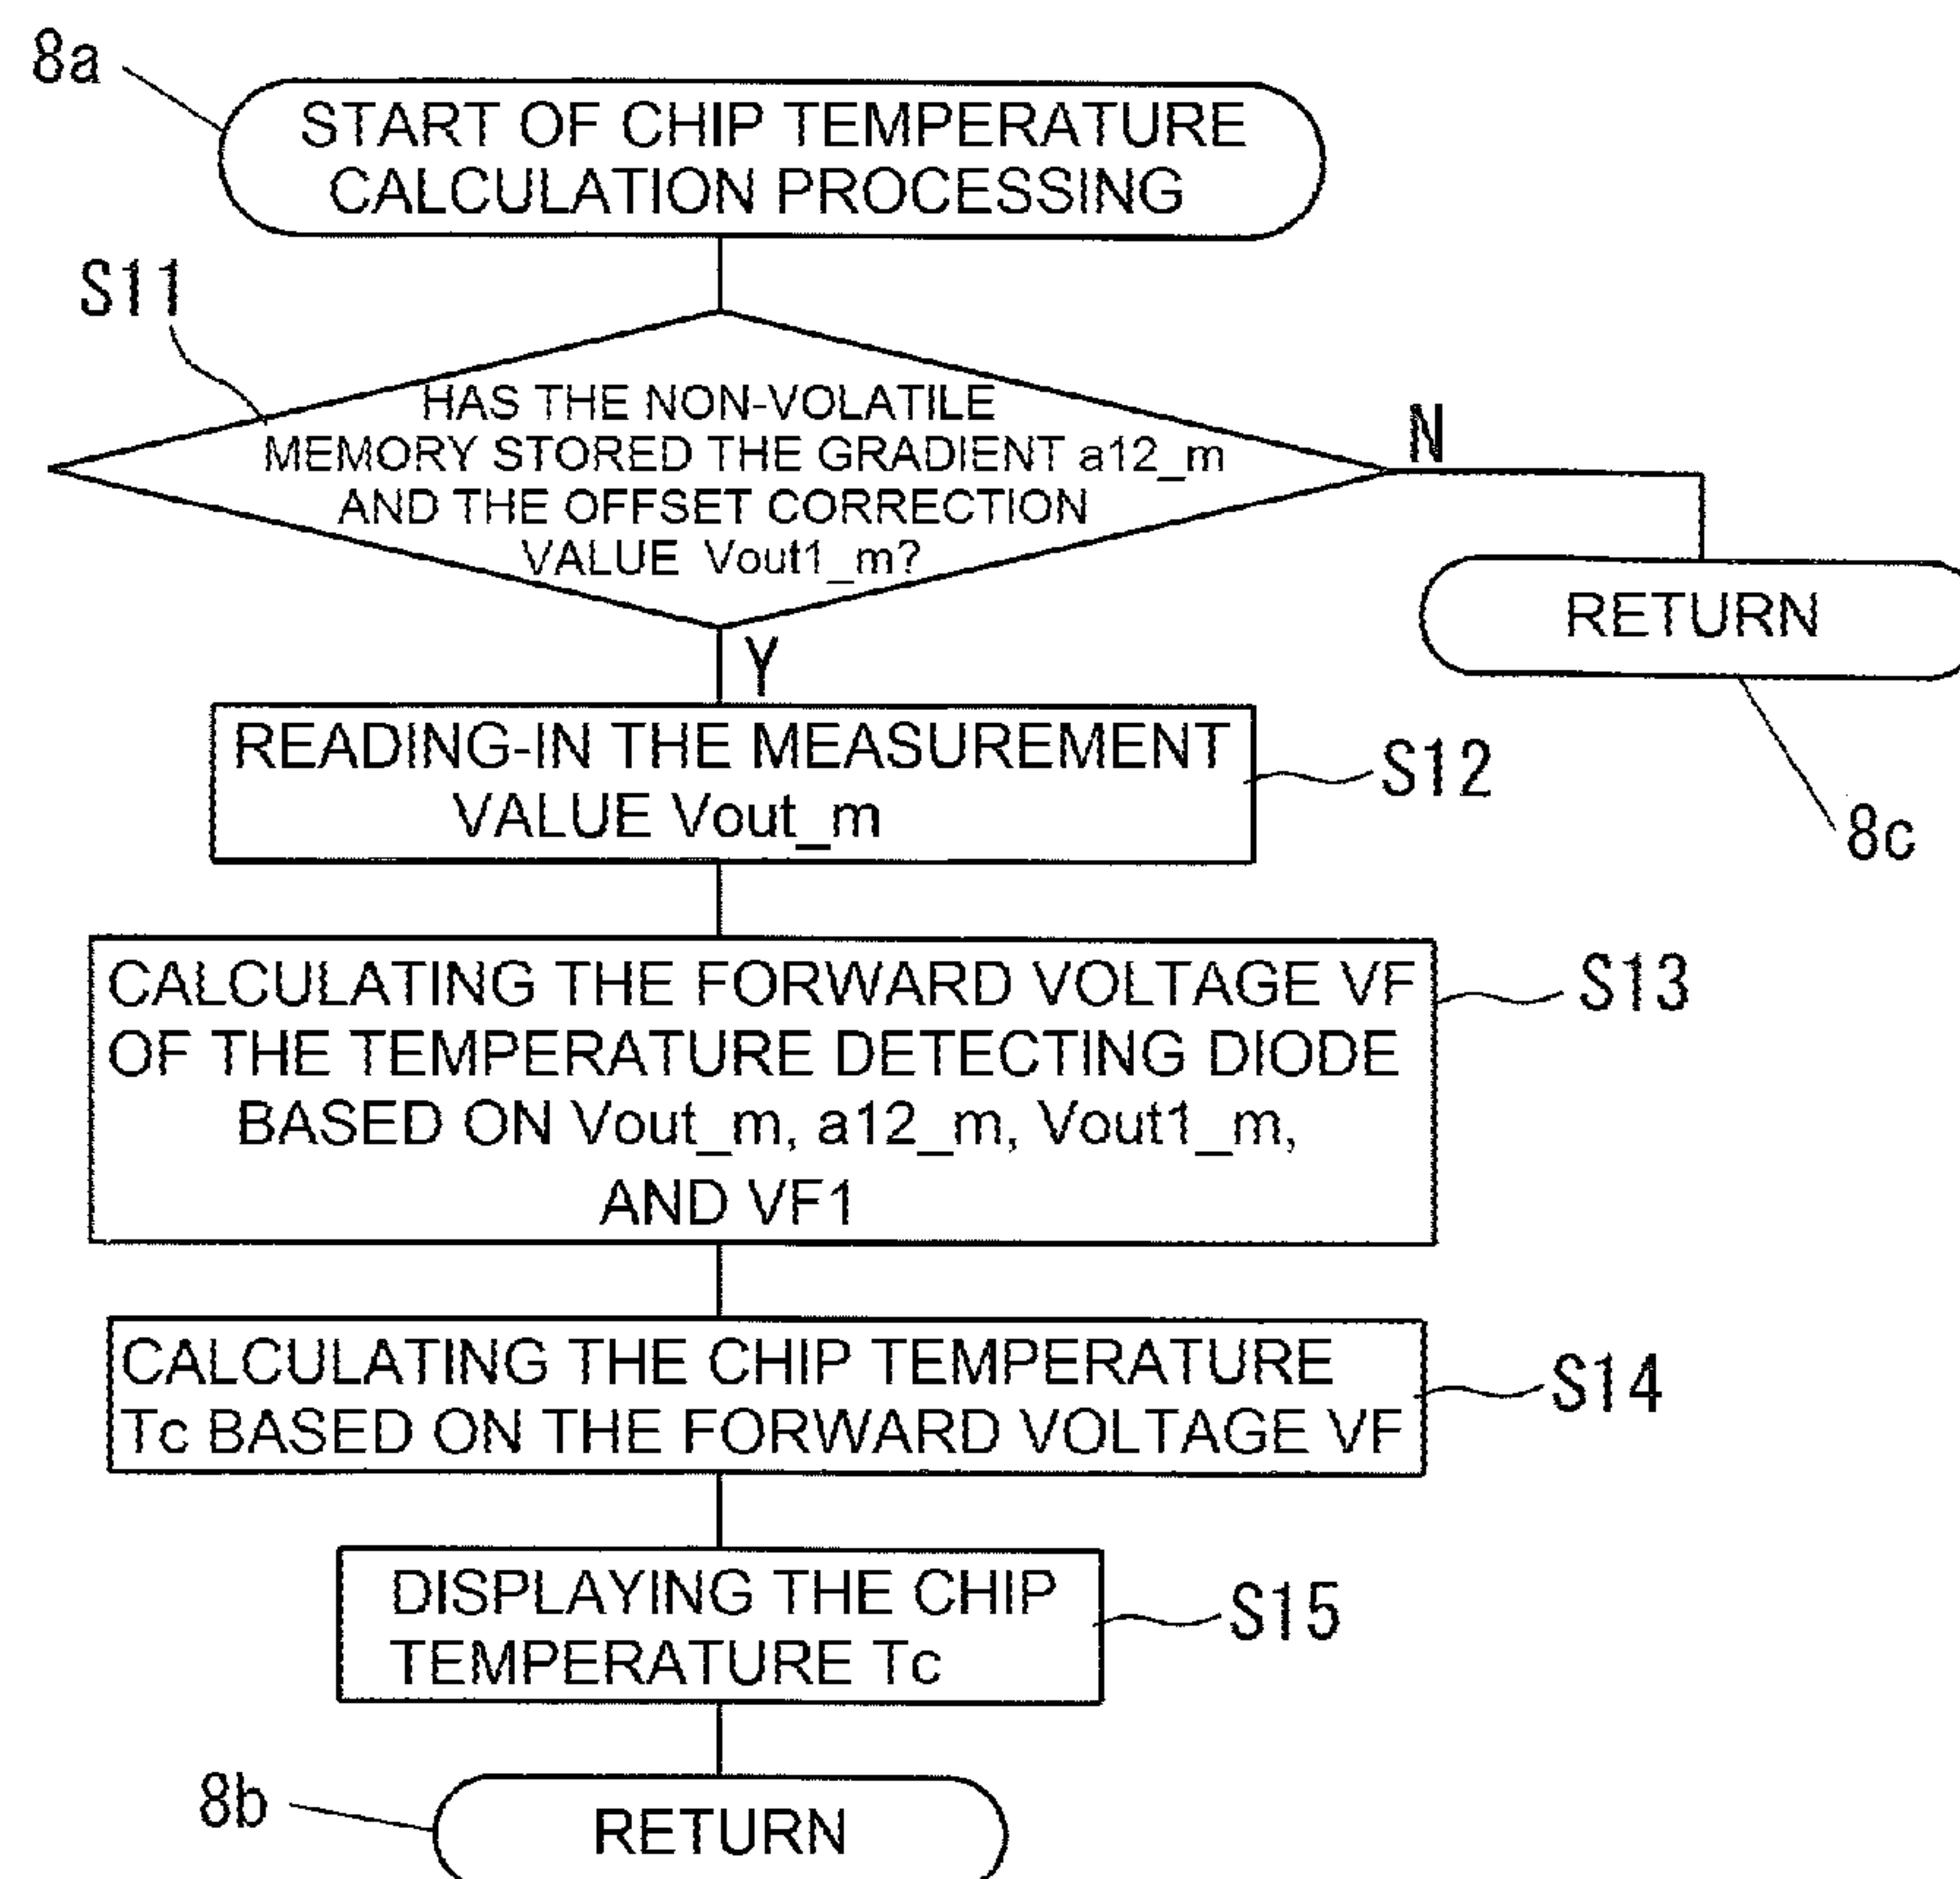 8a
START OF CHIP TEMPERATURE
CALCULATION PROCESSING
S11
HAS THE NON-VOLATILE
MEMORY STORED THE GRADIENT a12_m
AND THE OFFSET CORRECTION
VALUE Vout1_m?
N
RETURN
8c
Y
READING-IN THE MEASUREMENT
VALUE Vout_m
S12
CALCULATING THE FORWARD VOLTAGE VF
OF THE TEMPERATURE DETECTING DIODE
BASED ON Vout_m, a12_m, Vout1_m,
AND VF1
S13
CALCULATING THE CHIP TEMPERATURE
Tc BASED ON THE FORWARD VOLTAGE VF
S14
DISPLAYING THE CHIP
TEMPERATURE Tc
S15
8b
RETURN